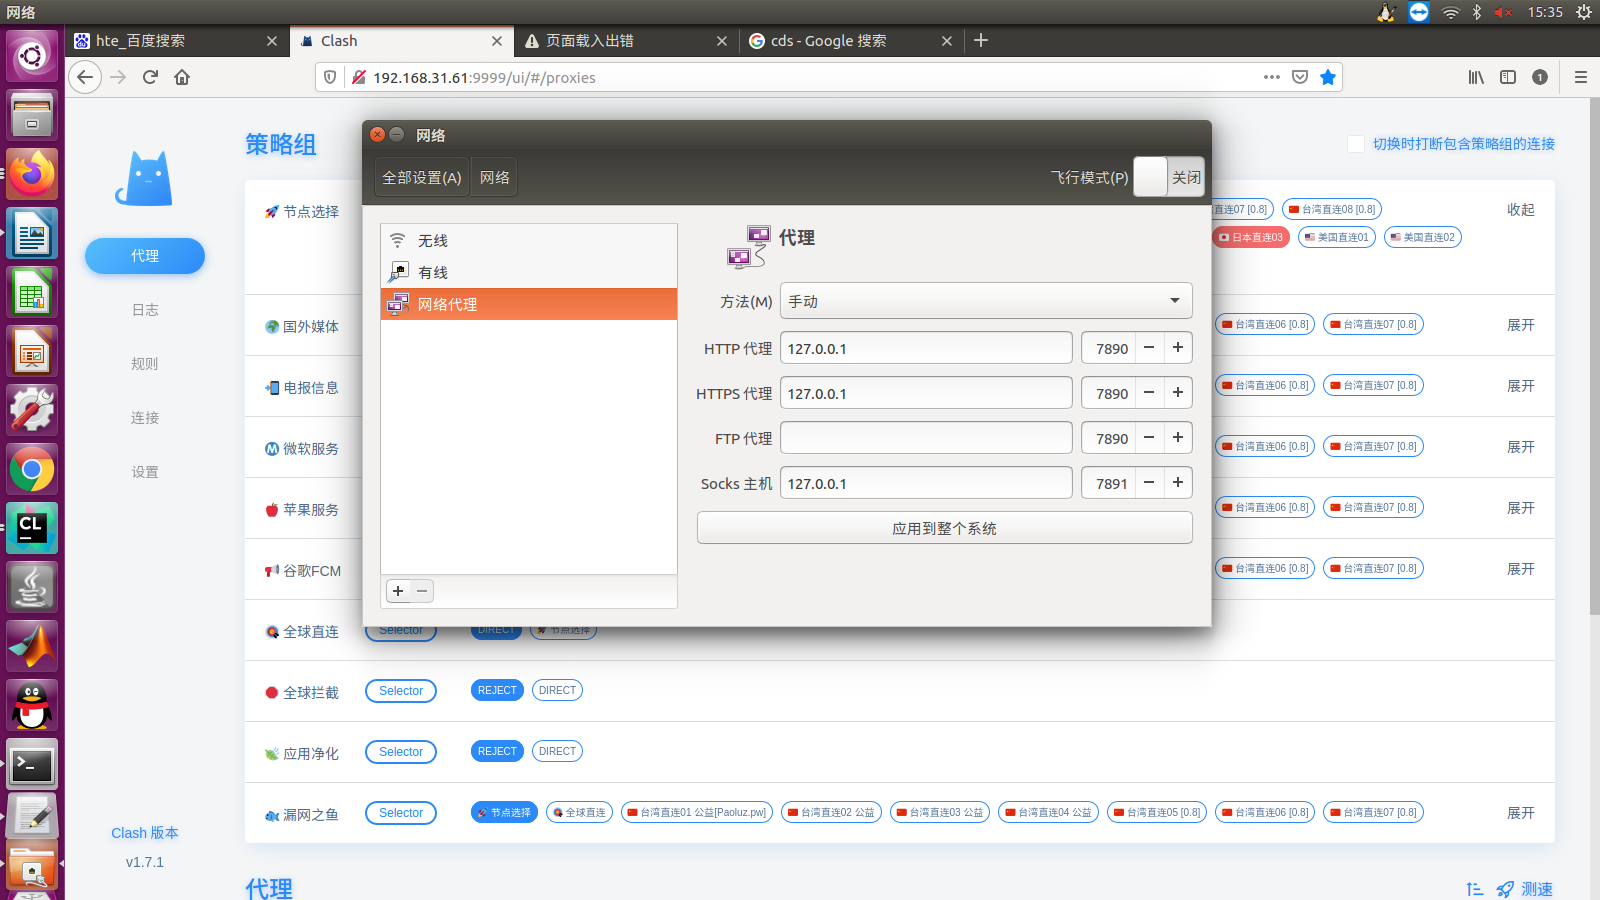 网络
15:35
hte_百度搜索
Clash
页面载入出错
cds - Google 搜索
192.168.31.61:9999/ui/#/proxies
1
策略组
切换时打断包含策略组的连接
网络
全部设置(A)
网络
飞行模式(P)
关闭
无线
有线
网络代理
代理
方法(M)
手动
HTTP 代理
127.0.0.1
7890
HTTPS 代理
127.0.0.1
7890
FTP 代理
7890
Socks 主机
127.0.0.1
7891
应用到整个系统
代理
日志
规则
连接
设置
Clash 版本
v1.7.1
节点选择
直连07 [0.8]
台湾直连08 [0.8]
收起
日本直连03
美国直连01
美国直连02
国外媒体
台湾直连06 [0.8]
台湾直连07 [0.8]
展开
电报信息
台湾直连06 [0.8]
台湾直连07 [0.8]
展开
微软服务
台湾直连06 [0.8]
台湾直连07 [0.8]
展开
苹果服务
台湾直连06 [0.8]
台湾直连07 [0.8]
展开
谷歌FCM
台湾直连06 [0.8]
台湾直连07 [0.8]
展开
全球直连
Selector
DIRECT
节点选择
全球拦截
Selector
REJECT
DIRECT
应用净化
Selector
REJECT
DIRECT
漏网之鱼
Selector
节点选择
全球直连
台湾直连01 公益[Paoluz.pw]
台湾直连02 公益
台湾直连03 公益
台湾直连04 公益
台湾直连05 [0.8]
台湾直连06 [0.8]
台湾直连07 [0.8]
展开
代理
测速
CL